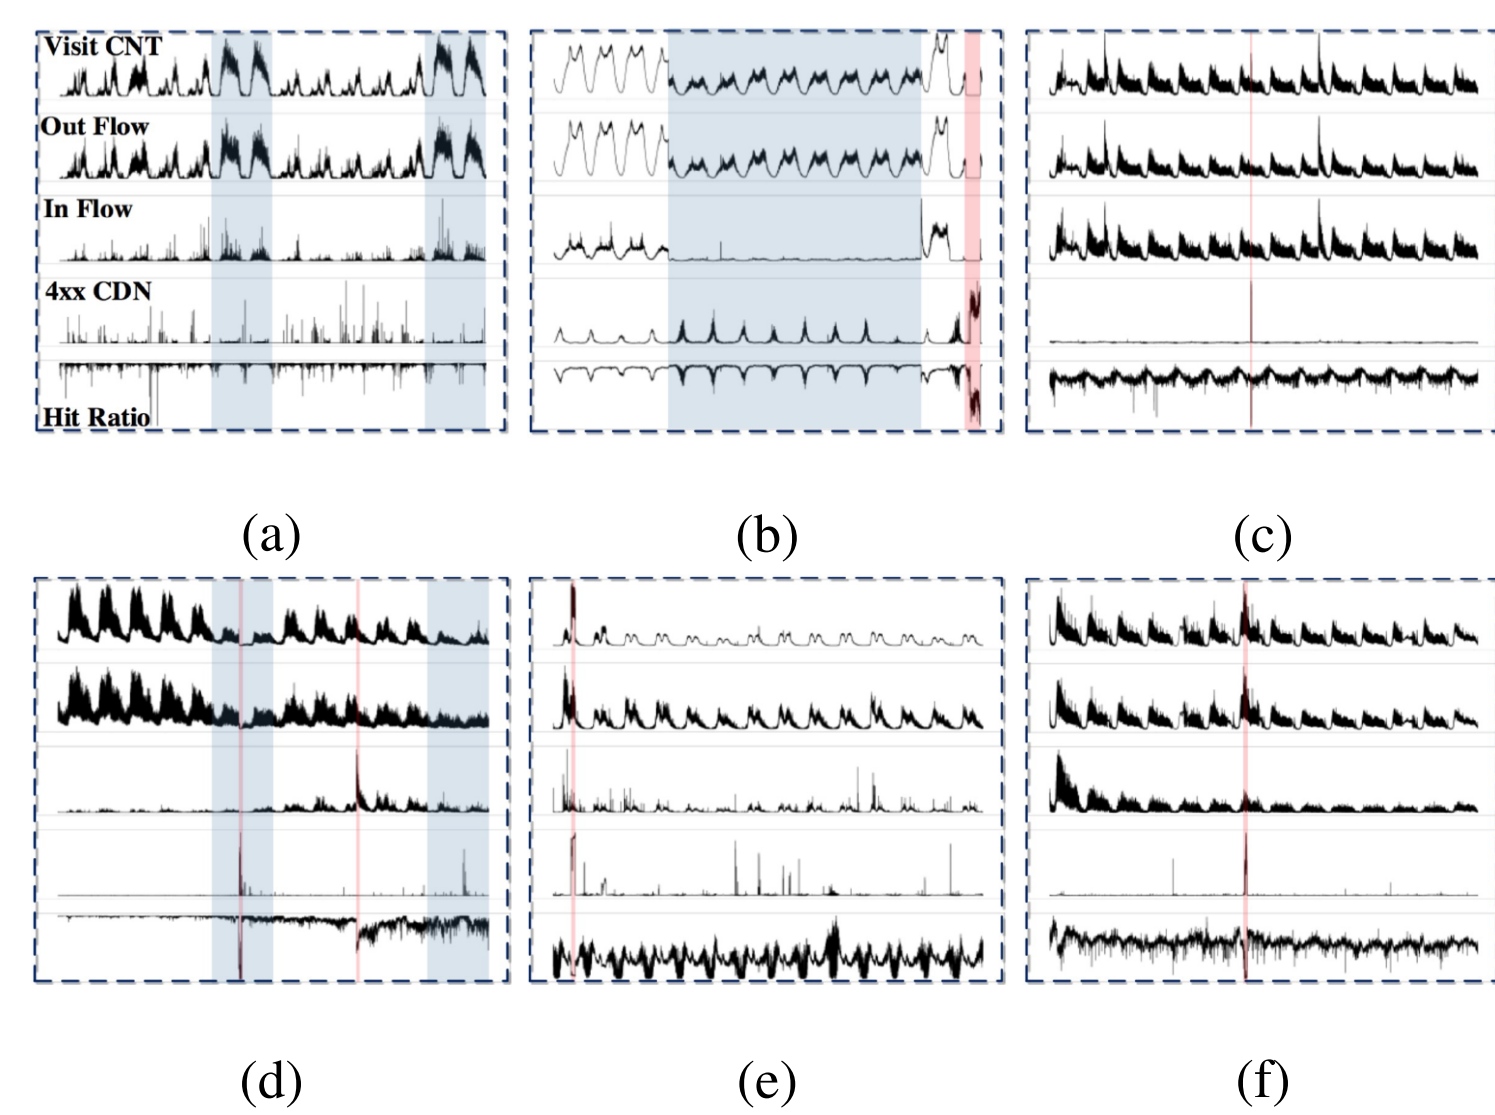 Visit CNT
Out Flow
In Flow
4xx CDN
Hit Ratio
(a)
(b)
(c)
(d)
(e)
(f)